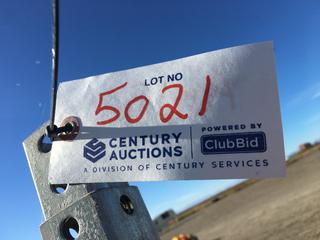 LOT NO
5021
CENTURY
AUCTIONS
POWERED BY
ClubBid
A DIVISION OF CENTURY SERVICES